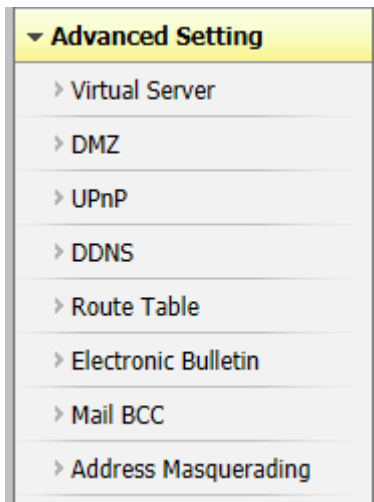 Advanced Setting
Virtual Server
DMZ
UPnP
DDNS
Route Table
Electronic Bulletin
Mail BCC
Address Masquerading